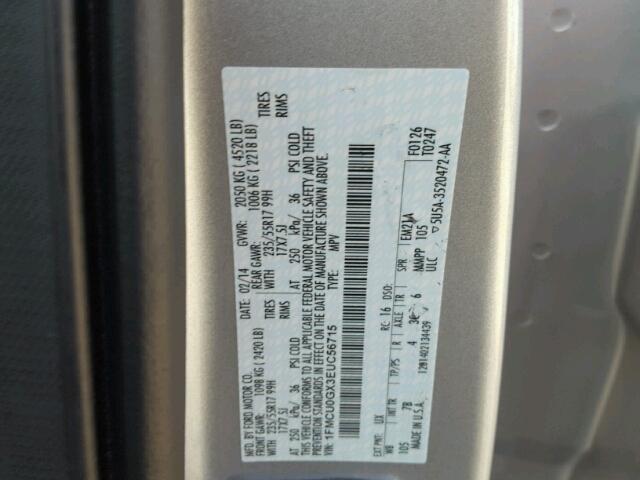 MFD. BY FORD MOTOR CO.
DATE: 02/14 GVWR: 2050 KG ( 4520 LB)
FRONT GAWR: 1098 KG (2420 LB) REAR GAWR: 1006 KG ( 2218 LB)
WITH 235/55R17 99H TIRES WITH 235/55R17 99H TIRES
17X7.5J RIMS 17X7.5J RIMS
AT 250 kPa/ 36 PSI COLD AT 250 kPa/ 36 PSI COLD
THIS VEHICLE CONFORMS TO ALL APPLICABLE FEDERAL MOTOR VEHICLE SAFETY AND THEFT
PREVENTION STANDARDS IN EFFECT ON THE DATE OF MANUFACTURE SHOWN ABOVE.
VIN: 1FMCU0GX3EUC56715 MPV
F0126
T0247
EXT PNT: UX RC: 16 DSO:
WB INT TR TP/PS R AXLE TR SPR EM21A
105 7B 4 6 MMPP 105
MADE IN U.S.A. ULC 5U5A-3520472-AA